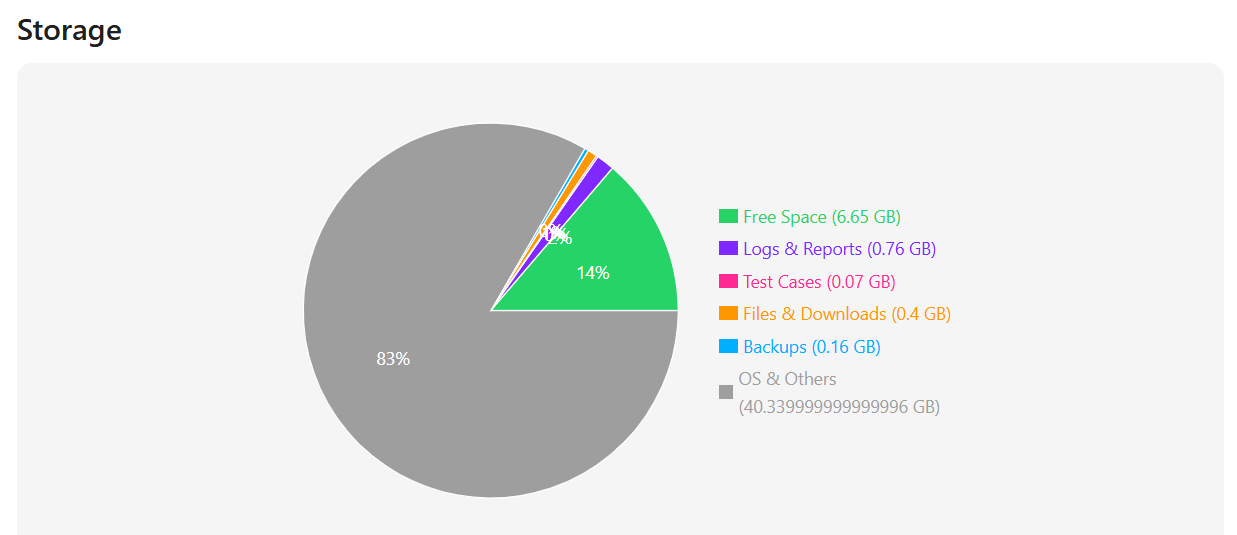 Storage
14%
83%
Free Space (6.65 GB)
Logs & Reports (0.76 GB)
Test Cases (0.07 GB)
Files & Downloads (0.4 GB)
Backups (0.16 GB)
OS & Others
(40.339999999999996 GB)